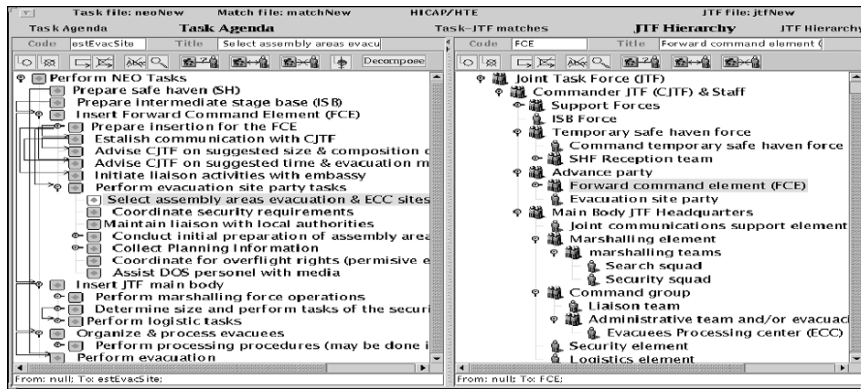 Task file: neoNew Match file: matchNew HICAP/HTE JTF file: jtfNew
Task Agenda Task Agenda Task-JTF matches JTF Hierarchy JTF Hierarchy
Code estEvacSite Title Select assembly areas evacu
Decompose
Perform NEO Tasks
Prepare safe haven (SH)
Prepare intermediate stage base (ISB)
Insert Forward Command Element (FCE)
Prepare insertion for the FCE
Estalish communication with CJTF
Advise CJTF on suggested size & composition
Advise CJTF on suggested time & evacuation m
Initiate liaison activities with embassy
Perform evacuation site party tasks
Select assembly areas evacuation & ECC sites
Coordinate security requirements
Maintain liaison with local authorities
Conduct initial preparation of assembly area
Collect Planning Information
Coordinate for overflight rights (permisive e
Assist DOS personel with media
Insert JTF main body
Perform marshalling force operations
Determine size and perform tasks of the securi
Perform logistic tasks
Organize & process evacuees
Perform processing procedures (may be done i
Perform evacuation
From: null; To: estEvacSite;
Code FCE Title Forward command element (
Joint Task Force (JTF)
Commander JTF (CJTF) & Staff
Support Forces
ISB Force
Temporary safe haven force
Command temporary safe haven force
SHF Reception team
Advance party
Forward command element (FCE)
Evacuation site party
Main Body JTF Headquarters
Joint communications support element
Marshalling element
marshalling teams
Search squad
Security squad
Command group
Liaison team
Administrative team and/or evacuaci
Evacuees Processing center (ECC)
Security element
Logistics element
From: null; To: FCE;